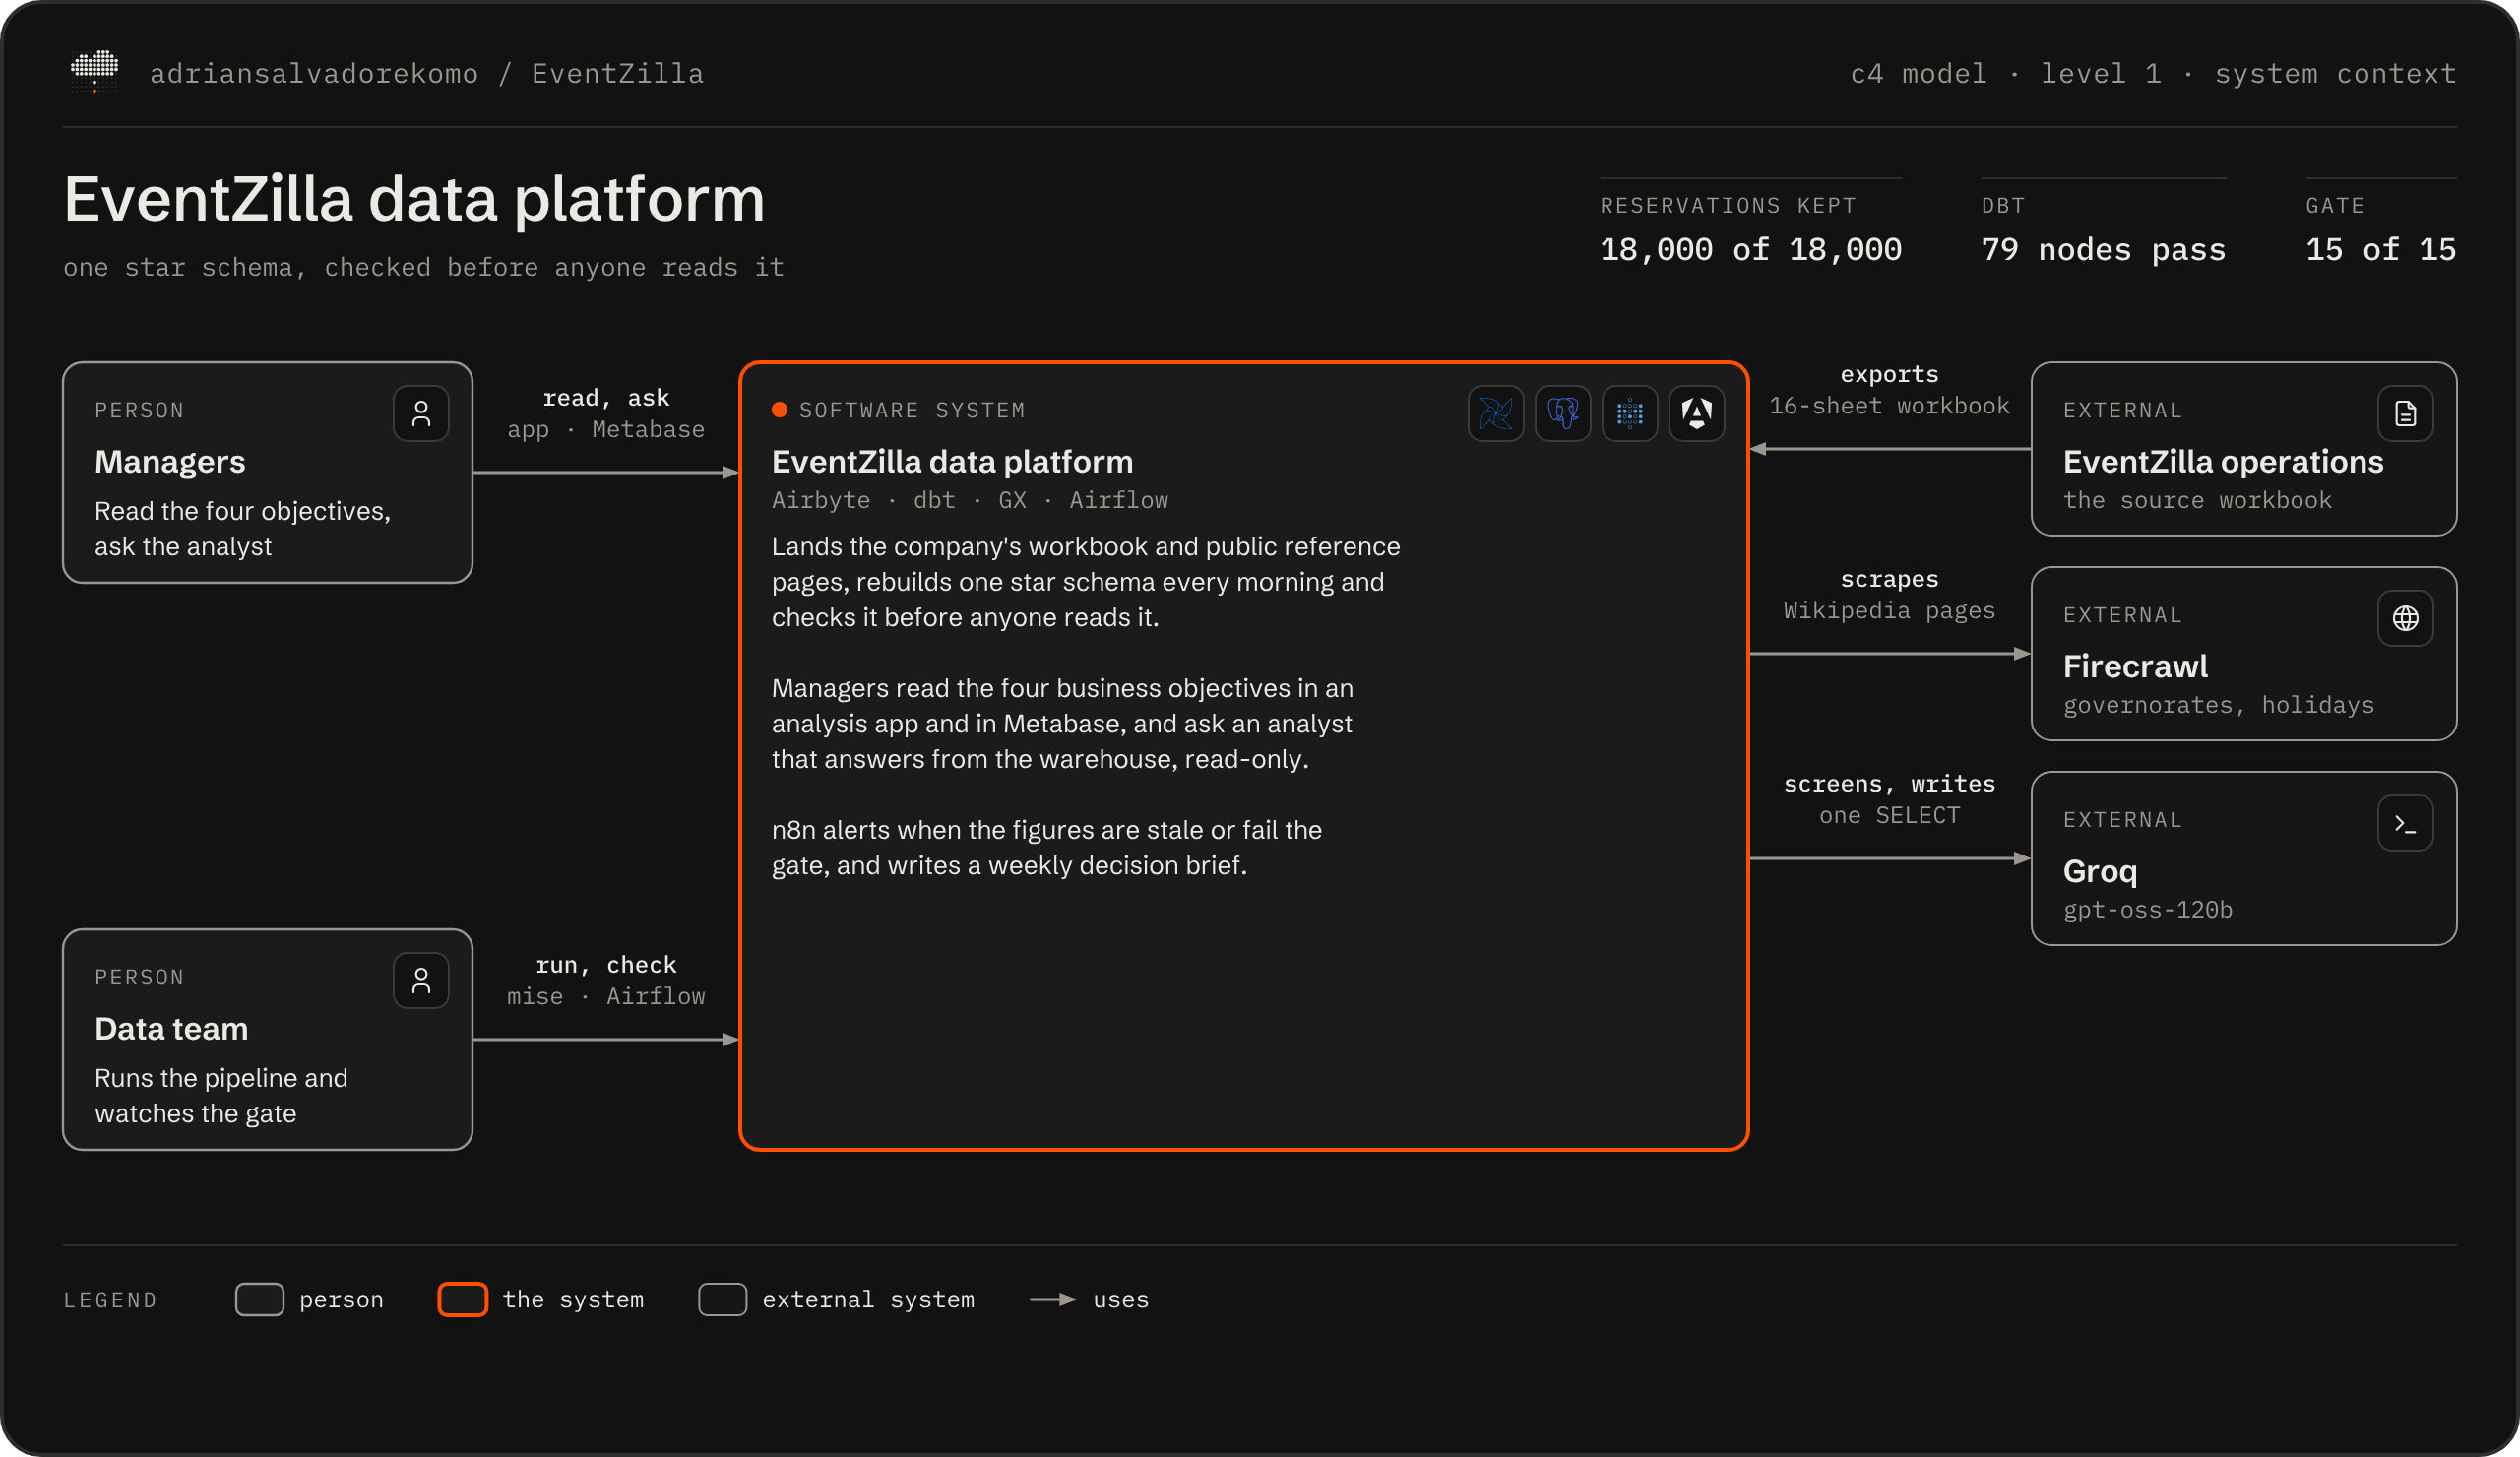 adriansalvadorekomo / EventZilla
c4 model · level 1 · system context
EventZilla data platform
one star schema, checked before anyone reads it
RESERVATIONS KEPT
18,000 of 18,000
DBT
79 nodes pass
GATE
15 of 15
PERSON
Managers
Read the four objectives,
ask the analyst
read, ask
app · Metabase
PERSON
Data team
Runs the pipeline and
watches the gate
run, check
mise · Airflow
SOFTWARE SYSTEM
EventZilla data platform
Airbyte · dbt · GX · Airflow
Lands the company's workbook and public reference
pages, rebuilds one star schema every morning and
checks it before anyone reads it.
Managers read the four business objectives in an
analysis app and in Metabase, and ask an analyst
that answers from the warehouse, read-only.
n8n alerts when the figures are stale or fail the
gate, and writes a weekly decision brief.
exports
16-sheet workbook
EXTERNAL
EventZilla operations
the source workbook
scrapes
Wikipedia pages
EXTERNAL
Firecrawl
governorates, holidays
screens, writes
one SELECT
EXTERNAL
Groq
gpt-oss-120b
LEGEND
person
the system
external system
uses